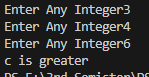 Enter Any Integer3
Enter Any Integer4
Enter Any Integer6
c is greater